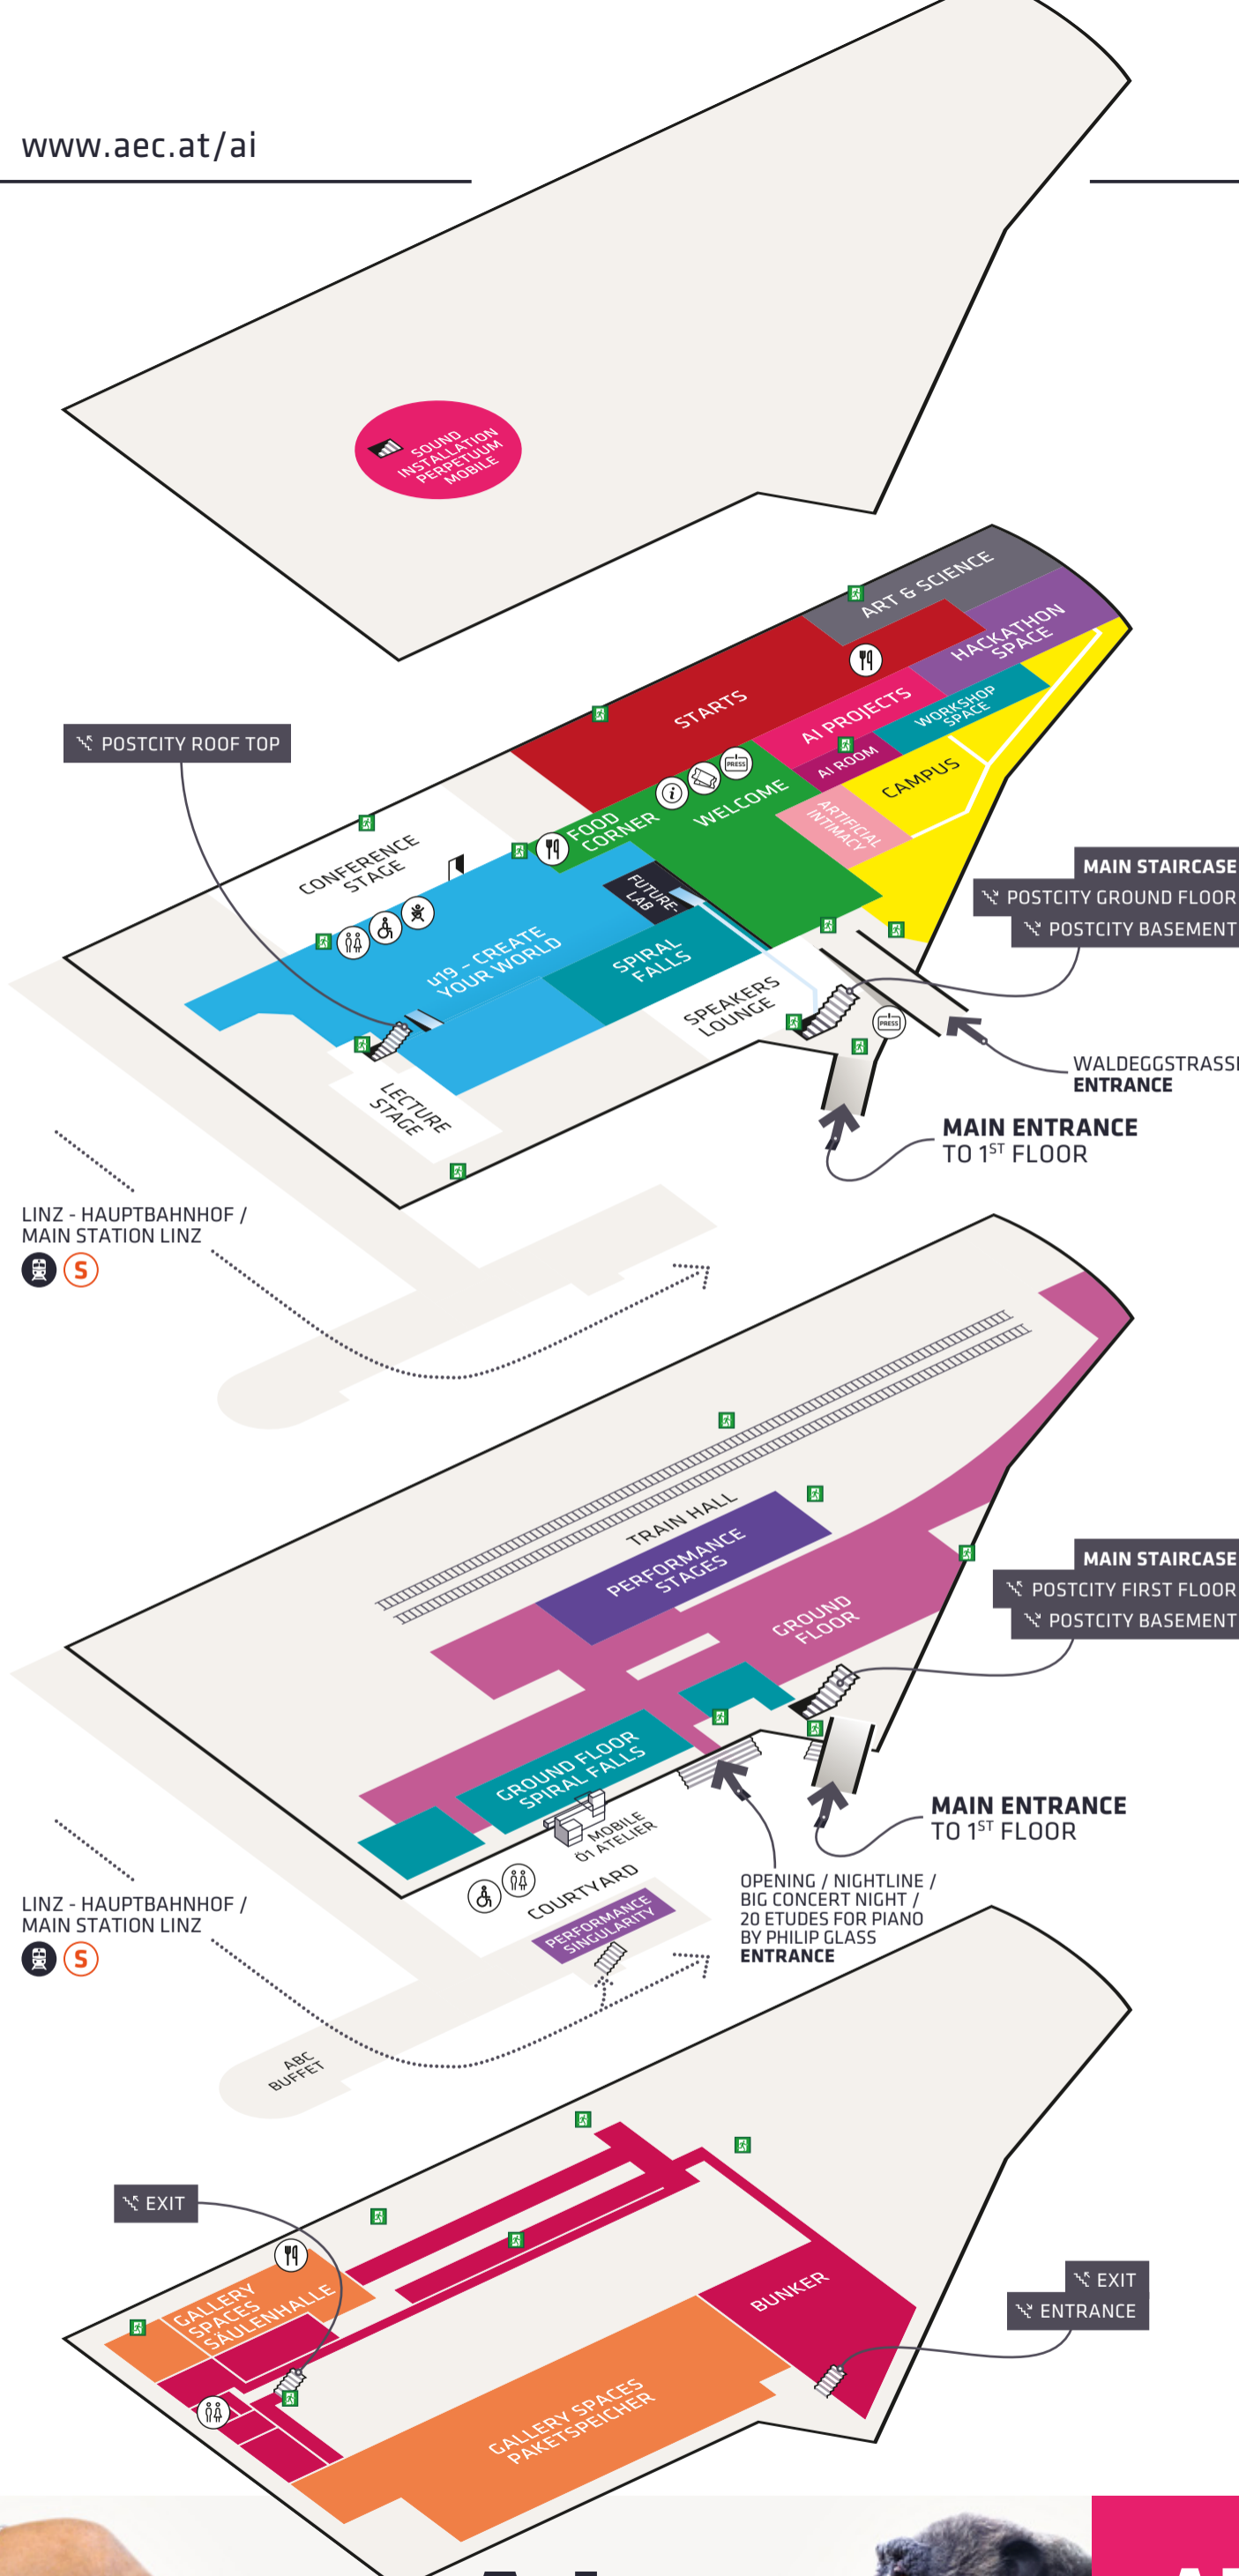 www.aec.at/ai
SOUND
INSTALLATION
PERPETUUM
MOBILE
ART & SCIENCE
HACKATHON
SPACE
STARTS
AI PROJECTS
WORKSHOP
SPACE
AI ROOM
CAMPUS
POSTCITY ROOF TOP
PRESS
i
WELCOME
FOOD
CORNER
ARTIFICIAL
INTIMACY
CONFERENCE
STAGE
FUTURE-
LAB
MAIN STAIRCASE
POSTCITY GROUND FLOOR
POSTCITY BASEMENT
u19 – CREATE
YOUR WORLD
SPIRAL
FALLS
SPEAKERS
LOUNGE
PRESS
WALDEGGSTRASSE
ENTRANCE
LECTURE
STAGE
MAIN ENTRANCE
TO 1ST FLOOR
LINZ - HAUPTBAHNHOF /
MAIN STATION LINZ
S
TRAIN HALL
PERFORMANCE
STAGES
GROUND
FLOOR
MAIN STAIRCASE
POSTCITY FIRST FLOOR
POSTCITY BASEMENT
GROUND FLOOR
SPIRAL FALLS
MOBILE
Ö1 ATELIER
MAIN ENTRANCE
TO 1ST FLOOR
COURTYARD
PERFORMANCE
SINGULARITY
OPENING / NIGHTLINE /
BIG CONCERT NIGHT /
20 ETUDES FOR PIANO
BY PHILIP GLASS
ENTRANCE
LINZ - HAUPTBAHNHOF /
MAIN STATION LINZ
S
ABC
BUFFET
EXIT
GALLERY
SPACES
SÄULENHALLE
BUNKER
EXIT
ENTRANCE
GALLERY SPACES
PAKETSPEICHER